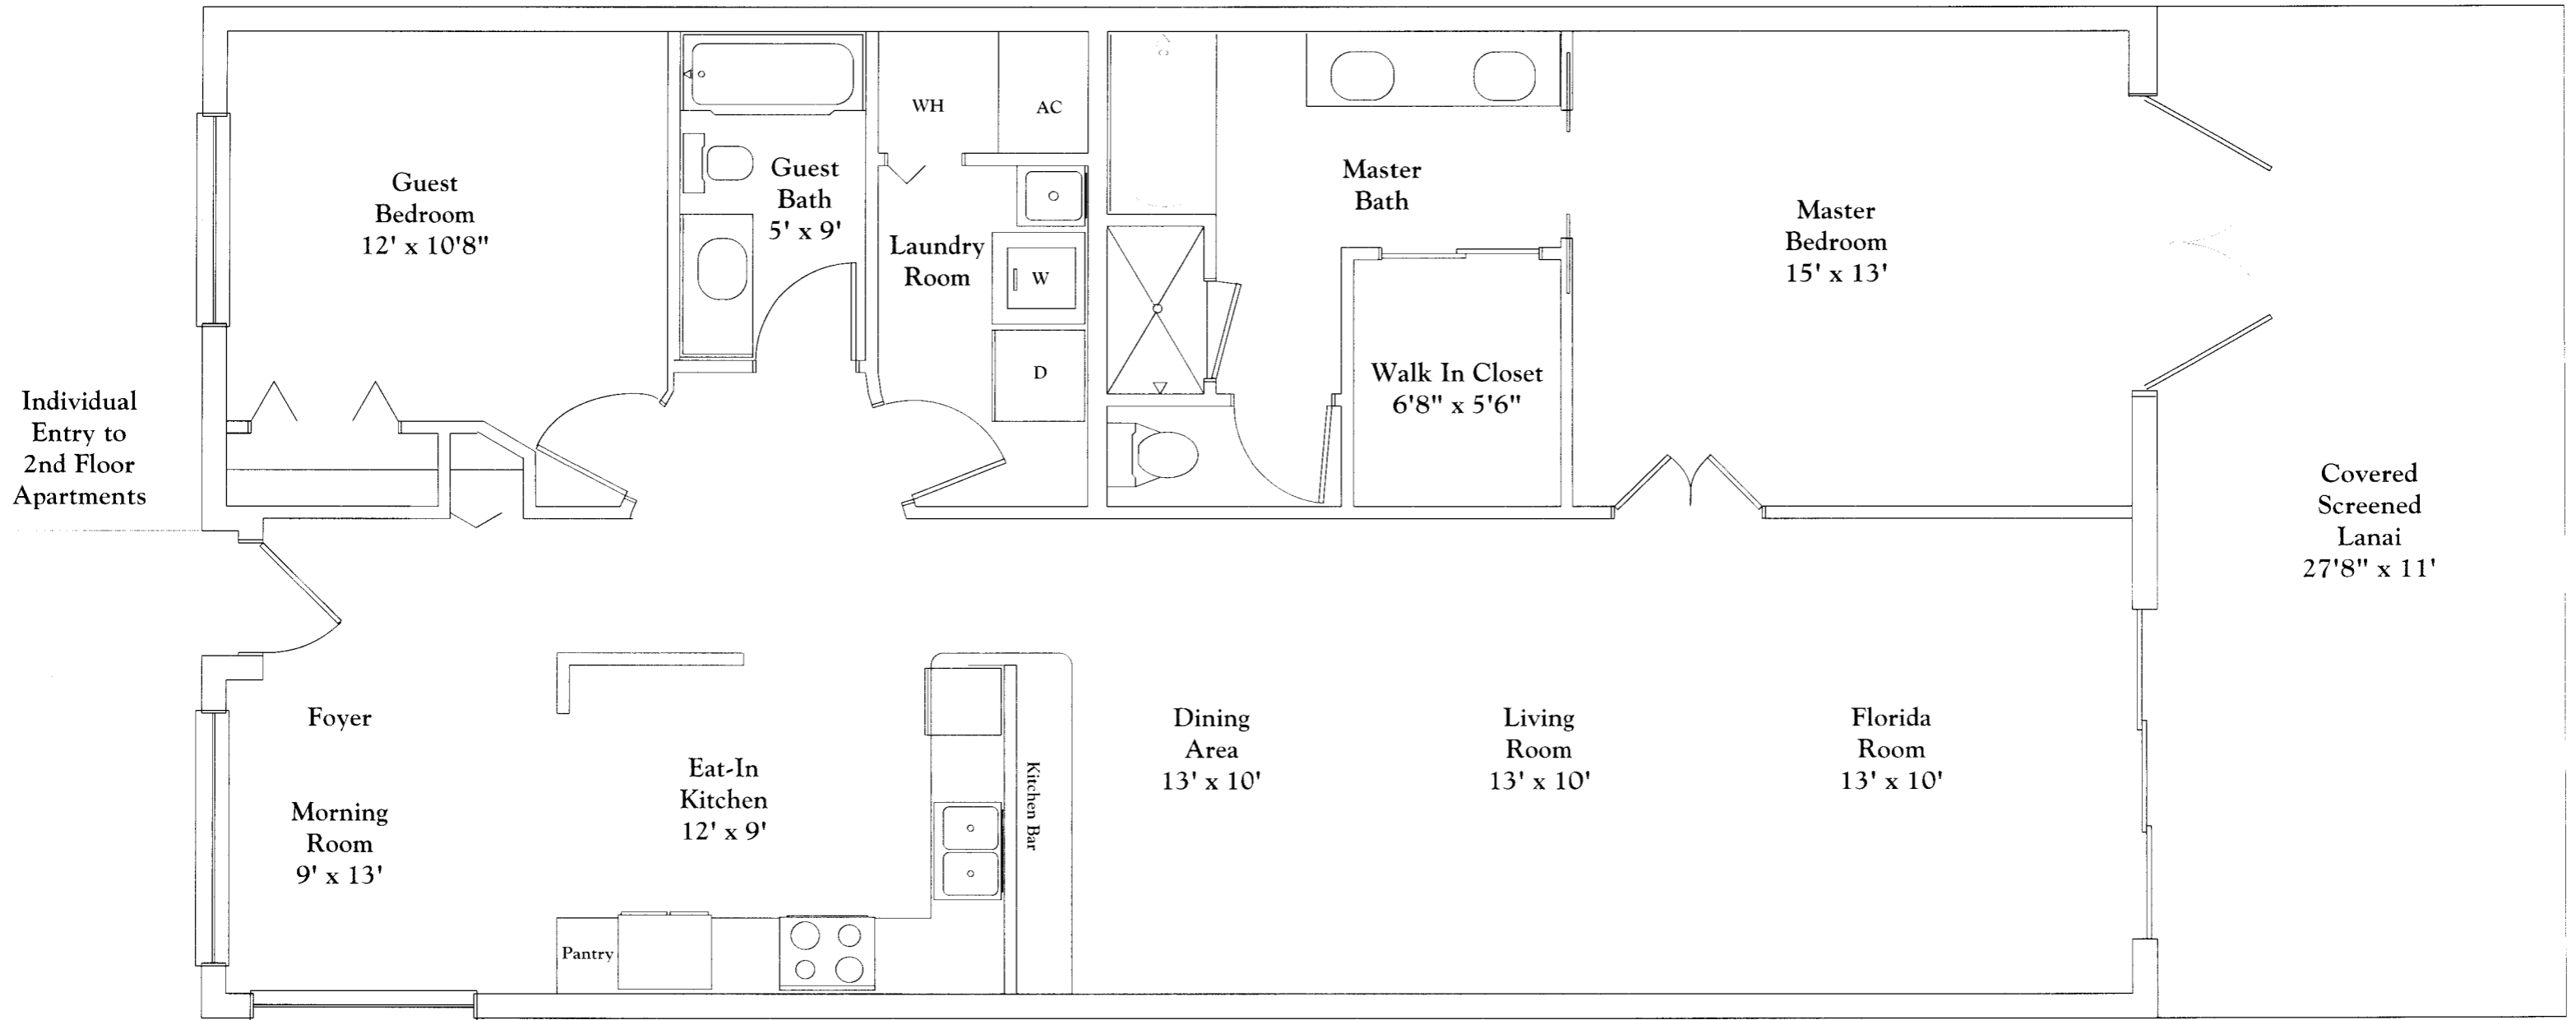 Guest
Bedroom
12' x 10'8"
Guest
Bath
5' x 9'
WH
AC
Laundry
Room
W
D
Master
Bath
Walk In Closet
6'8" x 5'6"
Master
Bedroom
15' x 13'
Individual
Entry to
2nd Floor
Apartments
Covered
Screened
Lanai
27'8" x 11'
Foyer
Morning
Room
9' x 13'
Eat-In
Kitchen
12' x 9'
Pantry
Kitchen Bar
Dining
Area
13' x 10'
Living
Room
13' x 10'
Florida
Room
13' x 10'